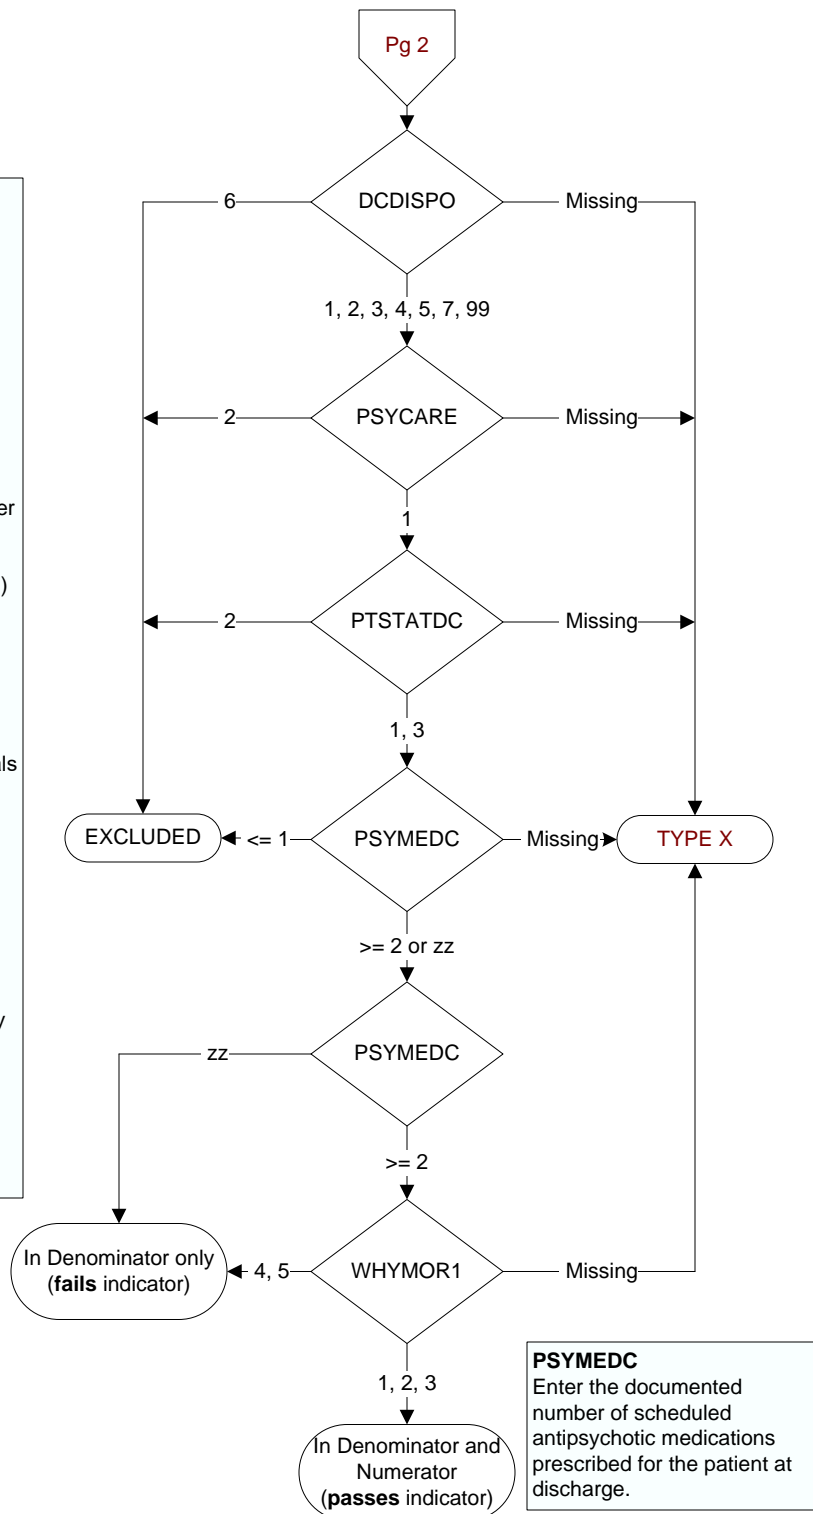 Pg 2
DCDISPO
6
Missing
1, 2, 3, 4, 5, 7, 99
PSYCARE
2
Missing
1
PTSTATDC
2
Missing
1, 3
EXCLUDED
<= 1
PSYMEDC
Missing
TYPE X
>= 2 or zz
PSYMEDC
zz
>= 2
In Denominator only
(fails indicator)
4, 5
WHYMOR1
Missing
1, 2, 3
In Denominator and
Numerator
(passes indicator)
PSYMEDC
Enter the documented
number of scheduled
antipsychotic medications
prescribed for the patient at
discharge.